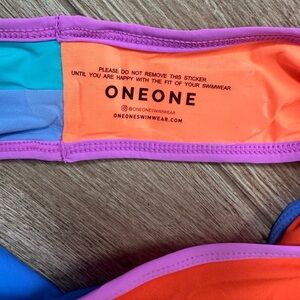 PLEASE DO NOT REMOVE THIS STICKER
UNTIL YOU ARE HAPPY WITH THE FIT OF YOUR SWIMWEAR
ONEONE
@ONEONESWIMWEAR
ONEONESWIMWEAR.COM